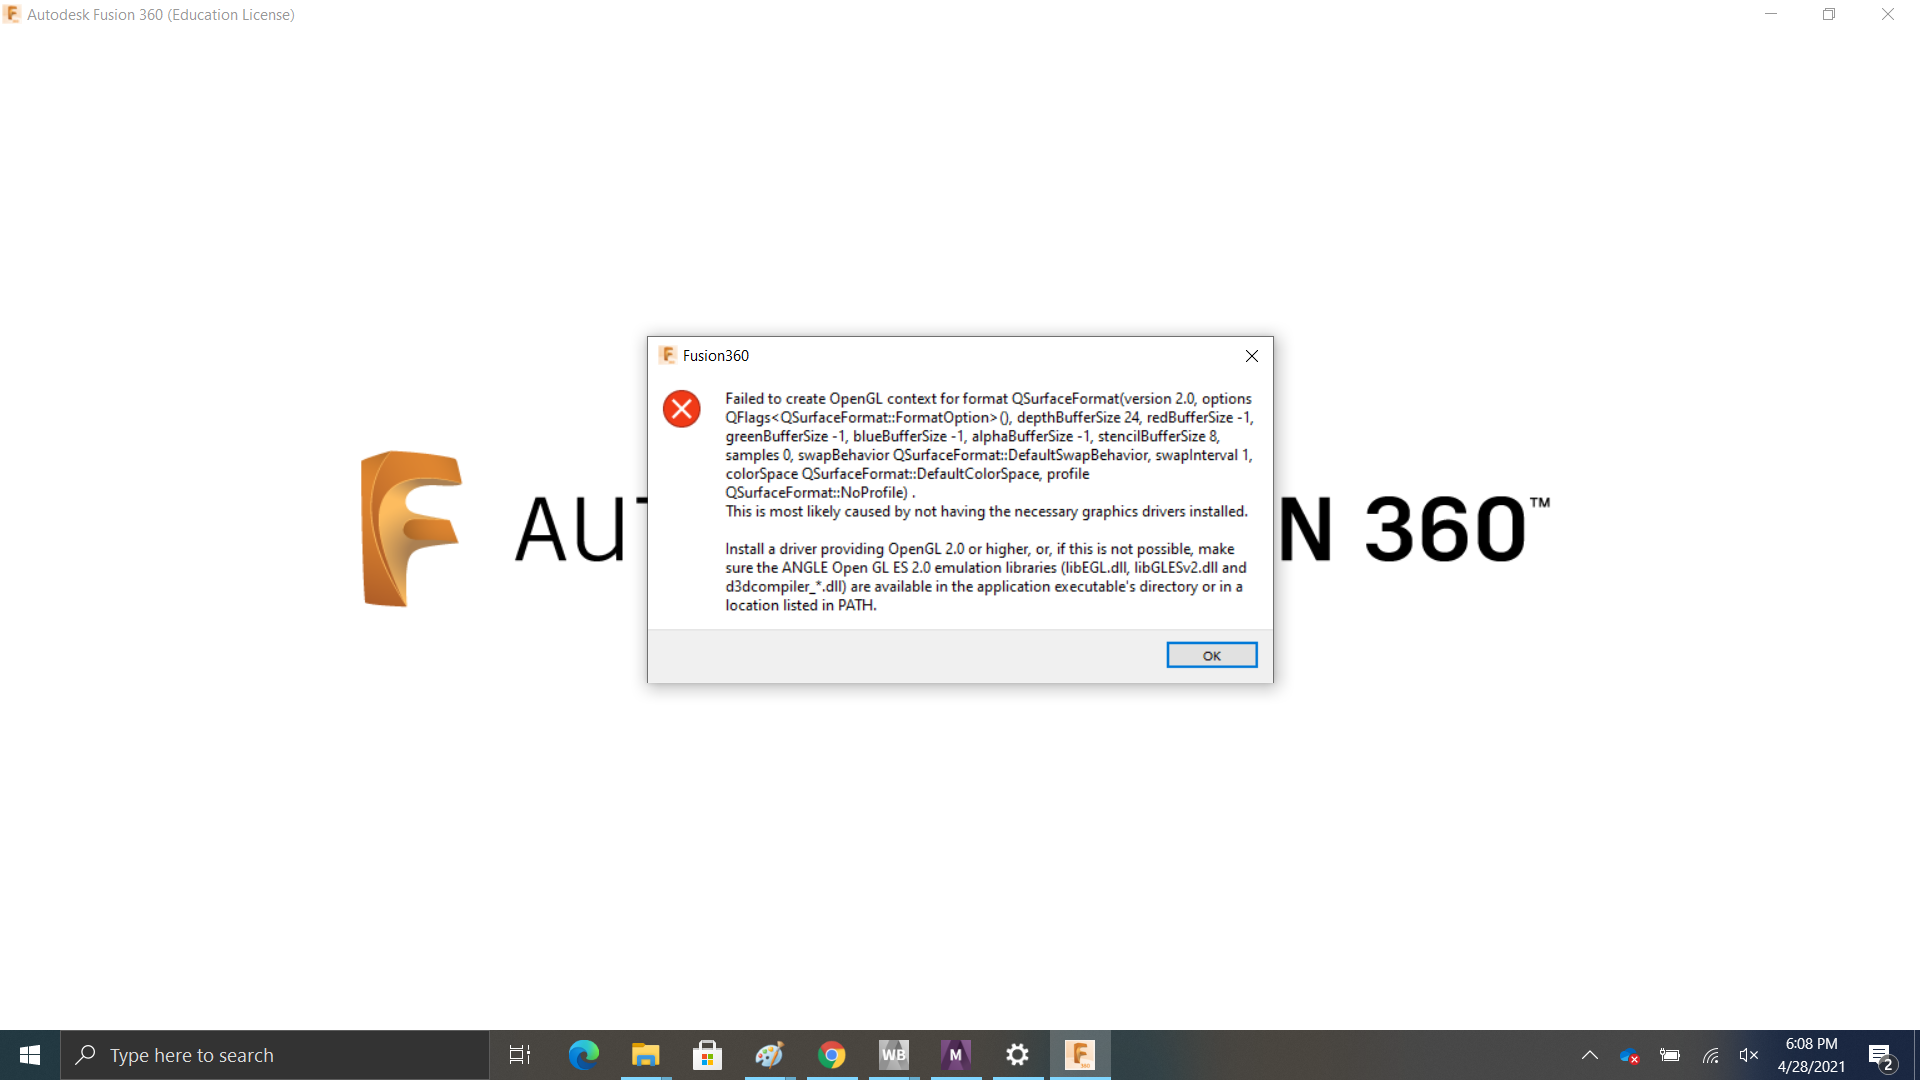 Autodesk Fusion 360 (Education License)
Fusion360
Failed to create OpenGL context for format QSurfaceFormat(version 2.0, options
QFlags<QSurfaceFormat::FormatOption>(), depthBufferSize 24, redBufferSize -1,
greenBufferSize -1, blueBufferSize -1, alphaBufferSize -1, stencilBufferSize 8,
samples 0, swapBehavior QSurfaceFormat::DefaultSwapBehavior, swapInterval 1,
colorSpace QSurfaceFormat::DefaultColorSpace, profile
QSurfaceFormat::NoProfile) .
This is most likely caused by not having the necessary graphics drivers installed.
Install a driver providing OpenGL 2.0 or higher, or, if this is not possible, make
sure the ANGLE Open GL ES 2.0 emulation libraries (libEGL.dll, libGLESv2.dll and
d3dcompiler_*.dll) are available in the application executable's directory or in a
location listed in PATH.
OK
F AU N 360™
Type here to search
WB
M
F
360
6:08 PM
4/28/2021
2